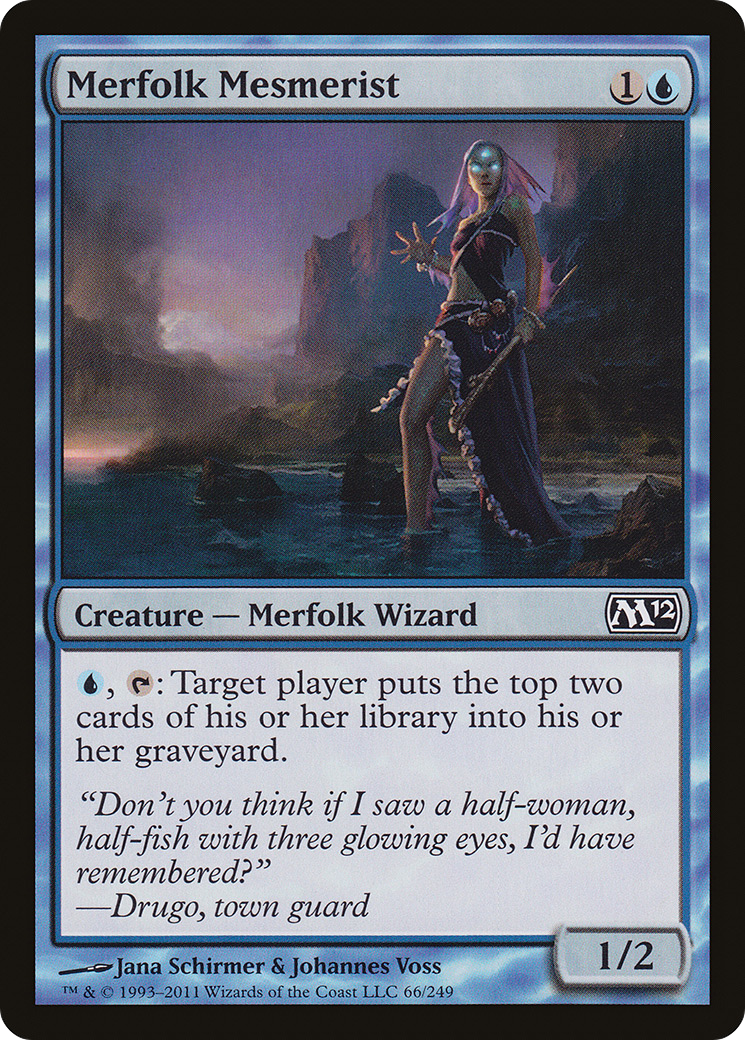 Merfolk Mesmerist 1
Creature — Merfolk Wizard M12
, : Target player puts the top two
cards of his or her library into his or
her graveyard.
“Don’t you think if I saw a half-woman,
half-fish with three glowing eyes, I’d have
remembered?”
—Drugo, town guard
1/2
Jana Schirmer & Johannes Voss
™ & © 1993–2011 Wizards of the Coast LLC 66/249